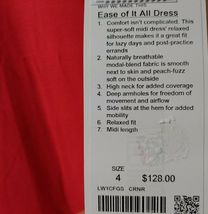 WHY WE MADE THIS
Ease of It All Dress
1. Comfort isn't complicated. This
super-soft midi dress' relaxed
silhouette makes it a great fit
for lazy days and post-practice
errands
2. Naturally breathable
modal-blend fabric is smooth
next to skin and peach-fuzz
soft on the outside
3. High neck for added coverage
4. Deep armholes for freedom of
movement and airflow
5. Side slits at the hem for added
mobility
6. Relaxed fit
7. Midi length
SIZE
4 $128.00
LW1CFGS CRNR